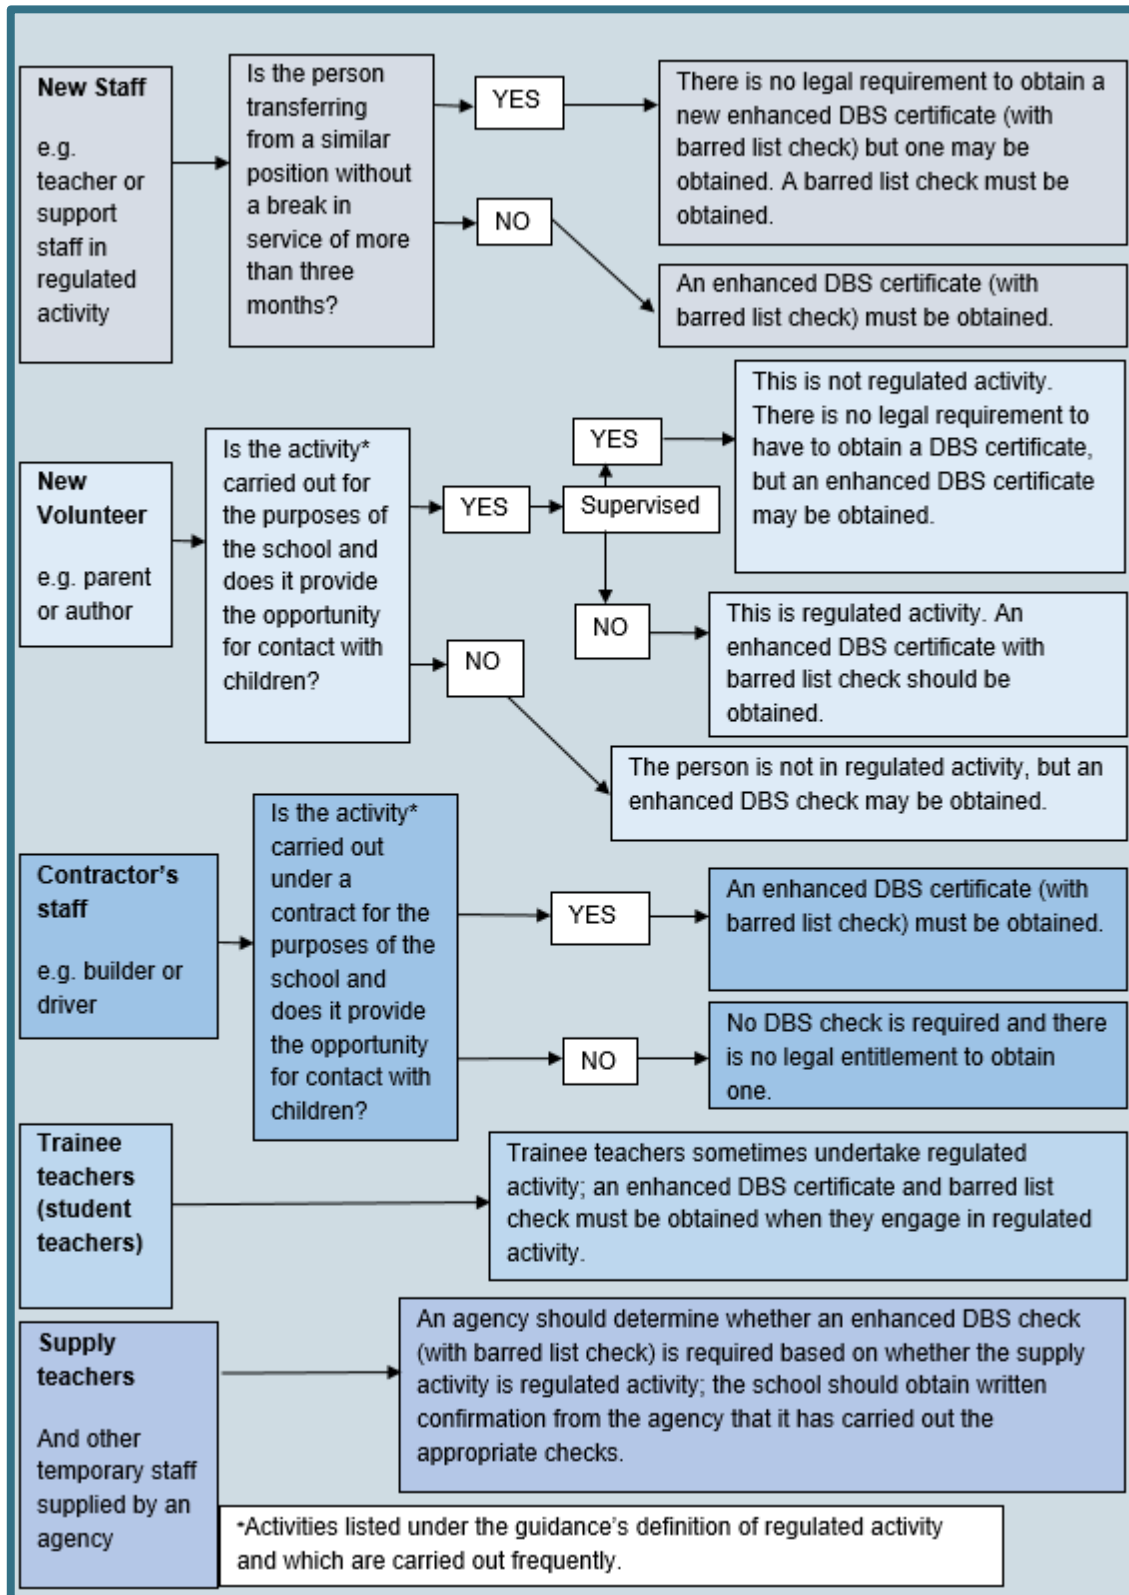 New Staff
e.g.
teacher or
support
staff in
regulated
activity
Is the person
transferring
from a similar
position without
a break in
service of more
than three
months?
YES
There is no legal requirement to obtain a
new enhanced DBS certificate (with
barred list check) but one may be
obtained. A barred list check must be
obtained.
NO
An enhanced DBS certificate (with
barred list check) must be obtained.
New
Volunteer
e.g. parent
or author
Is the activity*
carried out for
the purposes of
the school and
does it provide
the opportunity
for contact with
children?
YES
Supervised
YES
This is not regulated activity.
There is no legal requirement to
have to obtain a DBS certificate,
but an enhanced DBS certificate
may be obtained.
NO
This is regulated activity. An
enhanced DBS certificate with
barred list check should be
obtained.
NO
The person is not in regulated activity, but an
enhanced DBS check may be obtained.
Contractor's
staff
e.g. builder or
driver
Is the activity*
carried out
under a
contract for the
purposes of the
school and
does it provide
the opportunity
for contact with
children?
YES
An enhanced DBS certificate (with
barred list check) must be obtained.
NO
No DBS check is required and there
is no legal entitlement to obtain
one.
Trainee
teachers
(student
teachers)
Trainee teachers sometimes undertake regulated
activity; an enhanced DBS certificate and barred list
check must be obtained when they engage in regulated
activity.
Supply
teachers
And other
temporary staff
supplied by an
agency
An agency should determine whether an enhanced DBS check
(with barred list check) is required based on whether the supply
activity is regulated activity; the school should obtain written
confirmation from the agency that it has carried out the
appropriate checks.
*Activities listed under the guidance's definition of regulated activity
and which are carried out frequently.